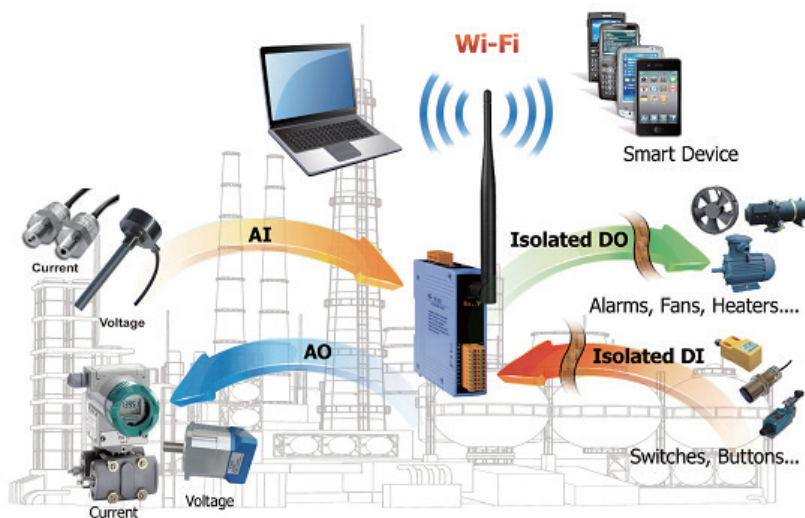 Wi-Fi
Smart Device
AI
Isolated DO
Current
Voltage
Alarms, Fans, Heaters....
AO
Isolated DI
Switches, Buttons...
Voltage
Current